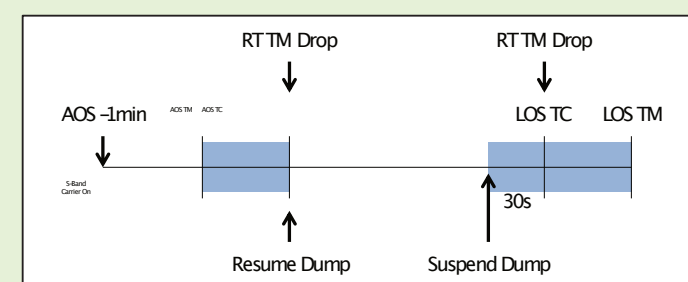 RT TM Drop
RT TM Drop
AOS –1min
AOS TM
AOS TC
LOS TC
LOS TM
S-Band
Carrier On
30s
Resume Dump
Suspend Dump